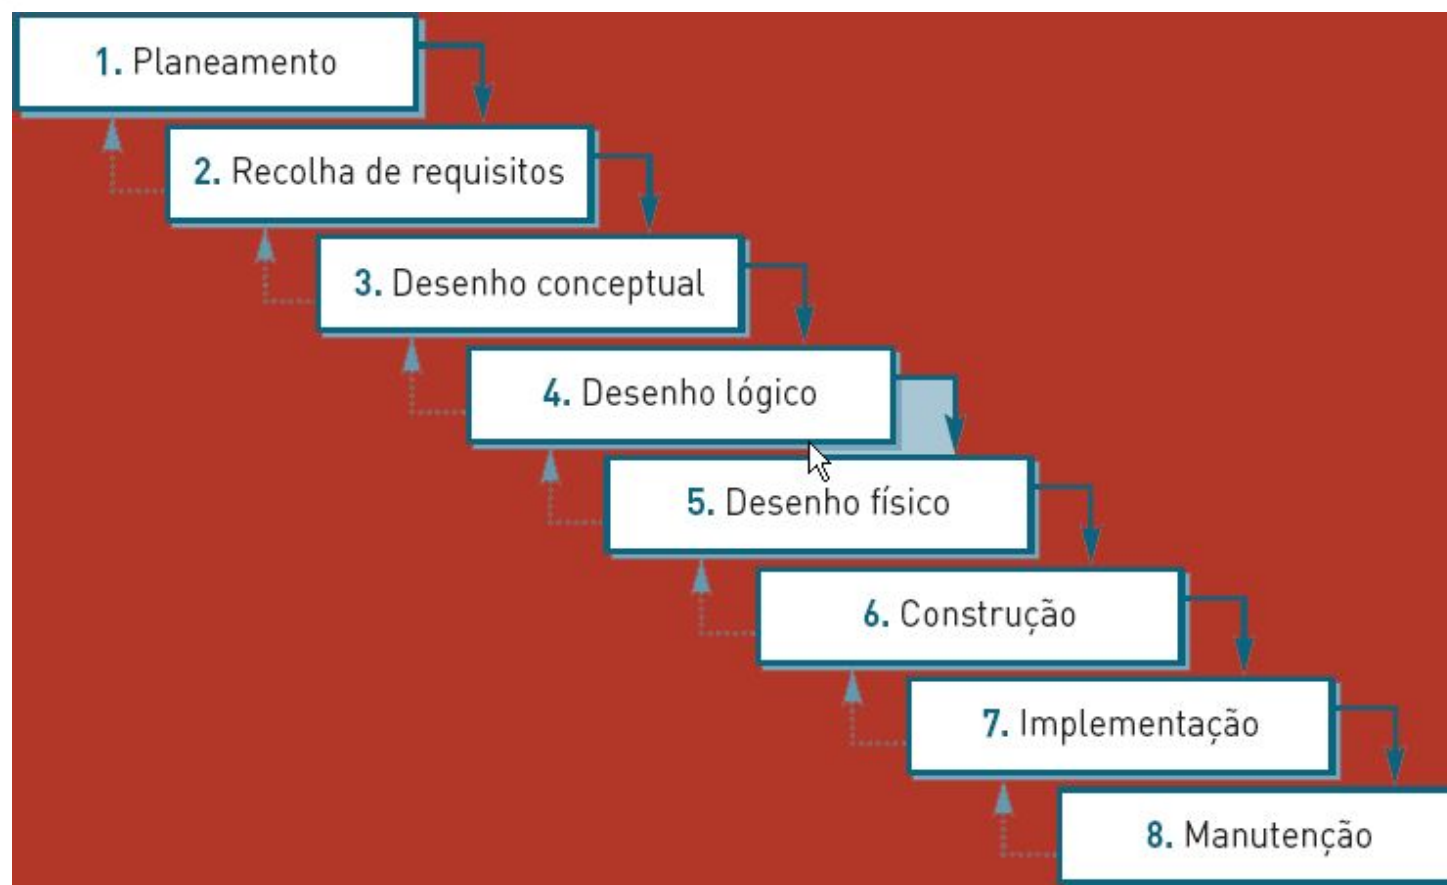 1. Planeamento
2. Recolha de requisitos
3. Desenho conceptual
4. Desenho lógico
5. Desenho físico
6. Construção
7. Implementação
8. Manutenção